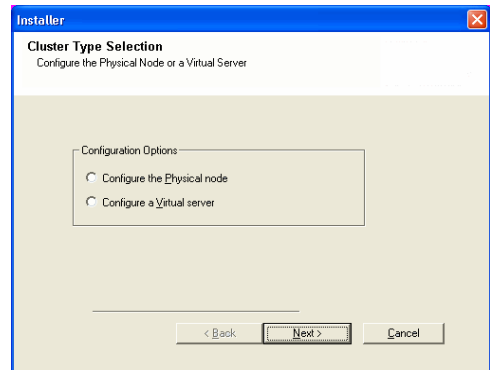 Installer
Cluster Type Selection
Configure the Physical Node or a Virtual Server
Configuration Options
Configure the Physical node
Configure a Virtual server
< Back
Next >
Cancel